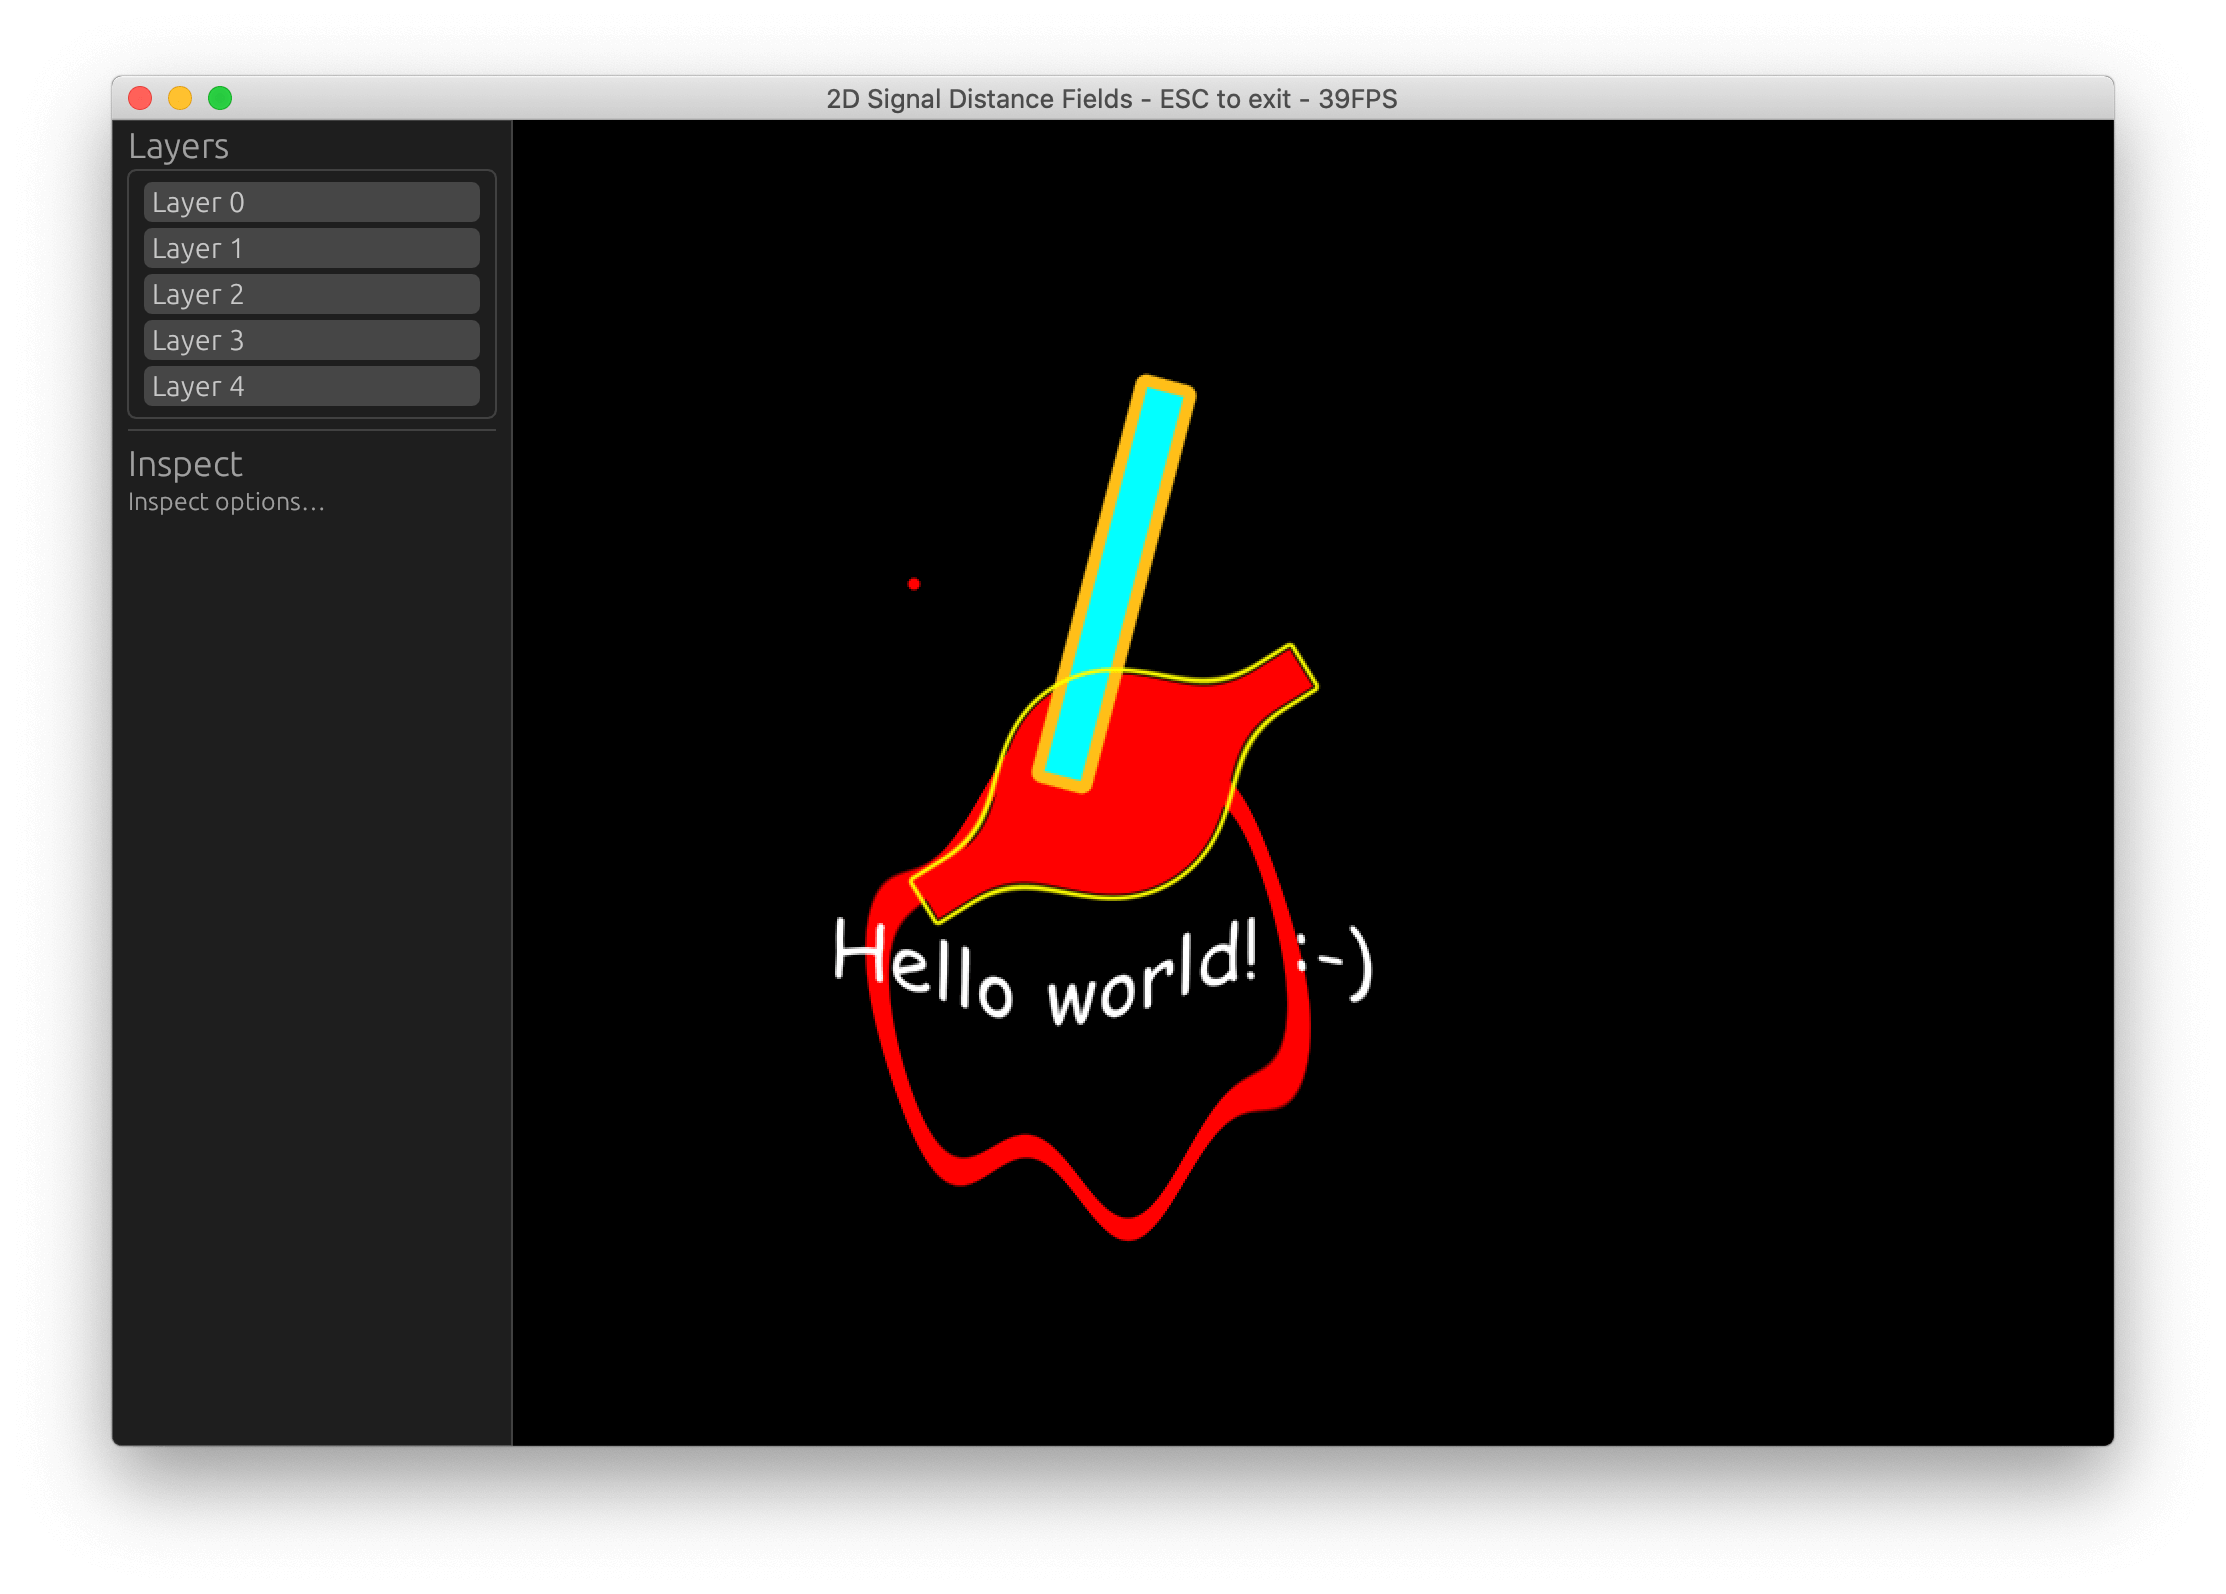 2D Signal Distance Fields - ESC to exit - 39FPS
Layers
Layer 0
Layer 1
Layer 2
Layer 3
Layer 4
Inspect
Inspect options...
Hello world! :-)